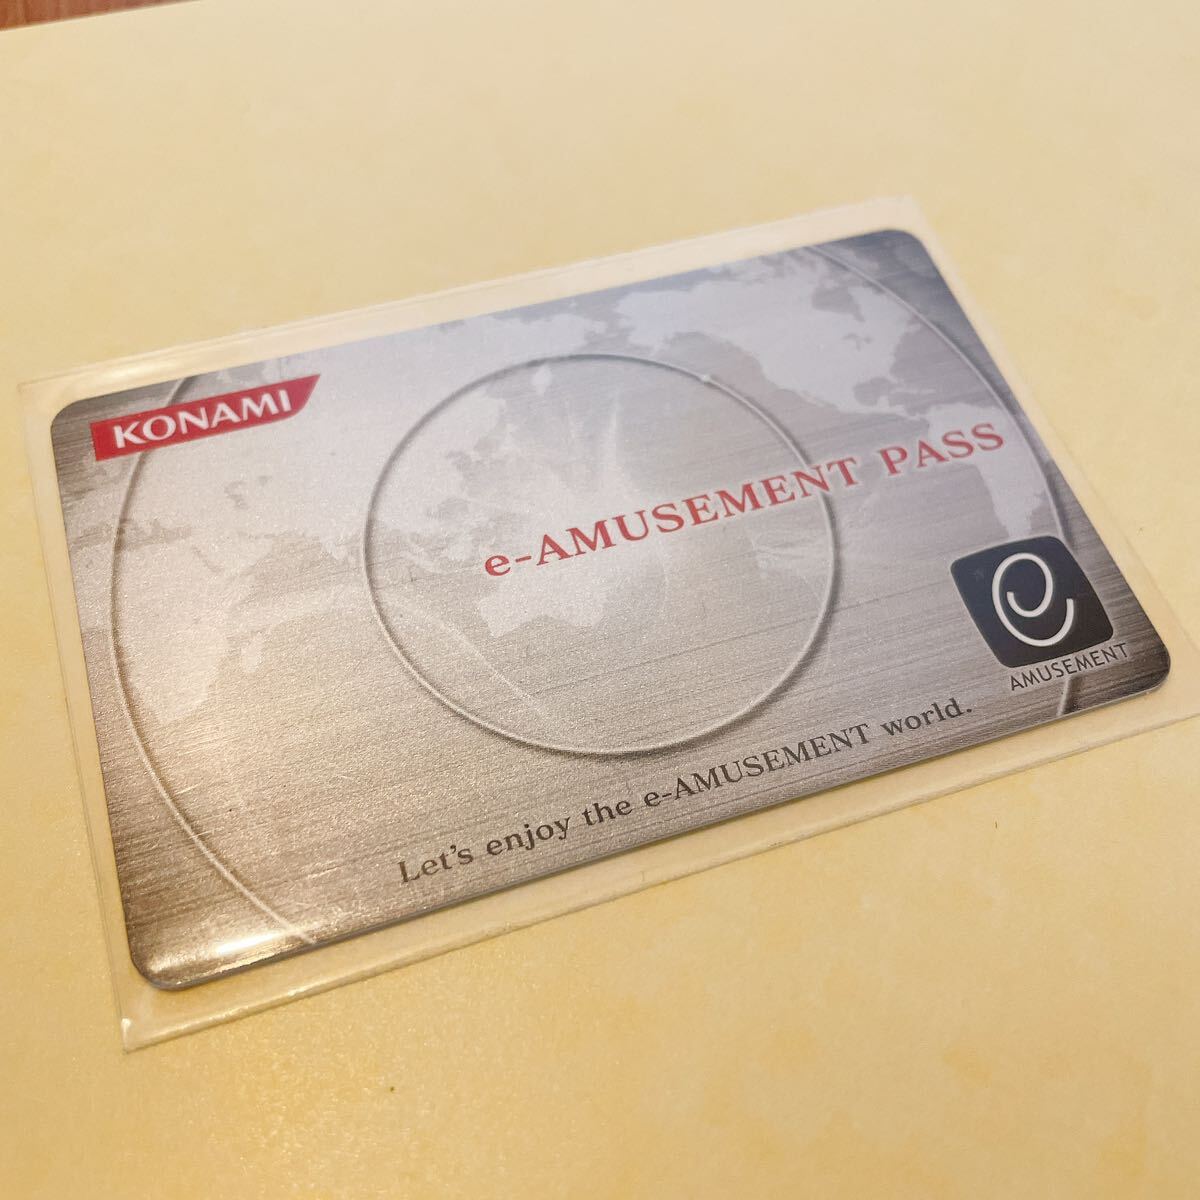 KONAMI
e-AMUSEMENT PASS
e
AMUSEMENT
Let's enjoy the e-AMUSEMENT world.